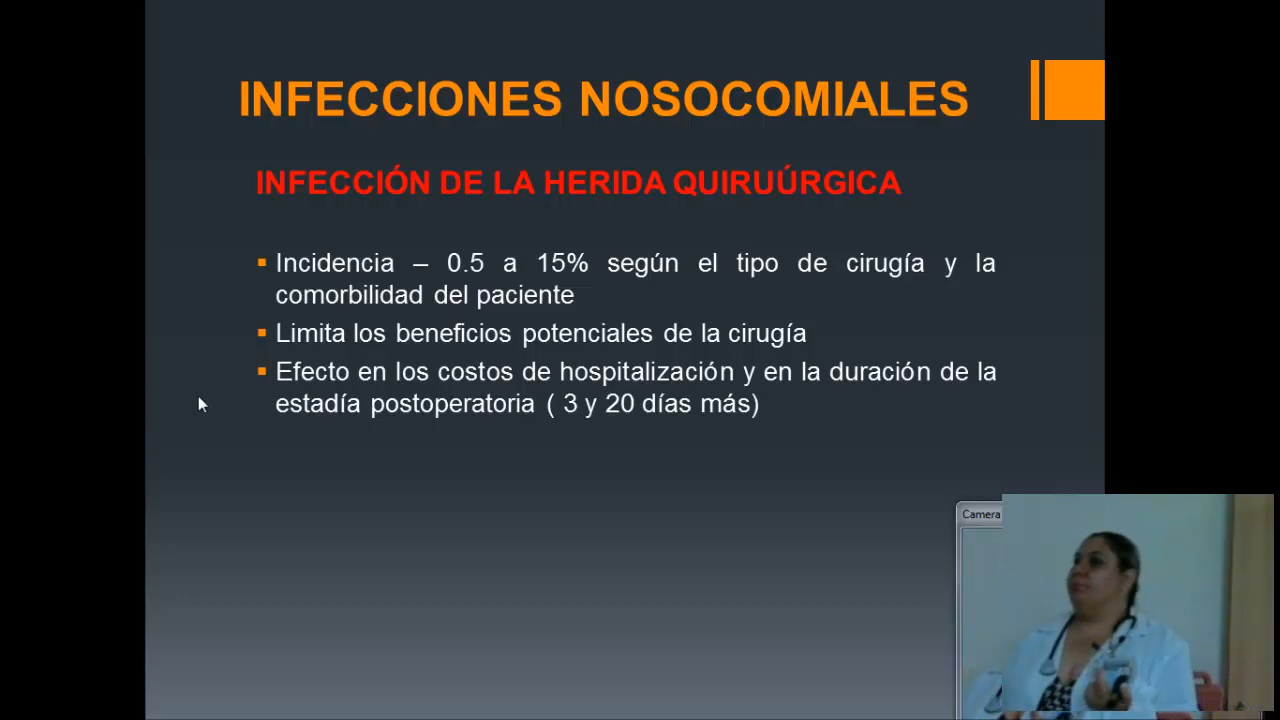 INFECCIONES NOSOCOMIALES
INFECCIÓN DE LA HERIDA QUIRUÚRGICA
Incidencia – 0.5 a 15% según el tipo de cirugía y la
comorbilidad del paciente
Limita los beneficios potenciales de la cirugía
Efecto en los costos de hospitalización y en la duración de la
estadía postoperatoria ( 3 y 20 días más)
Camera